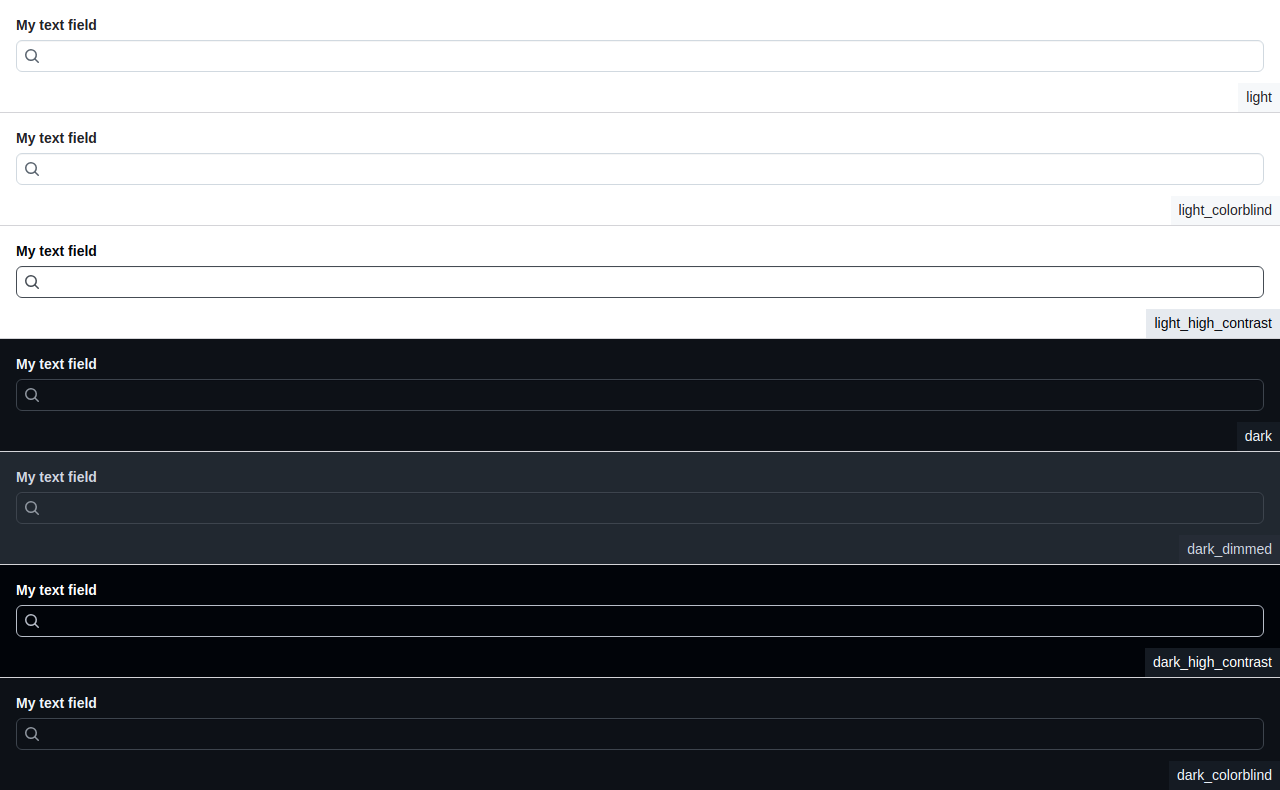 My text field
light
My text field
light_colorblind
My text field
light_high_contrast
My text field
dark
My text field
dark_dimmed
My text field
dark_high_contrast
My text field
dark_colorblind